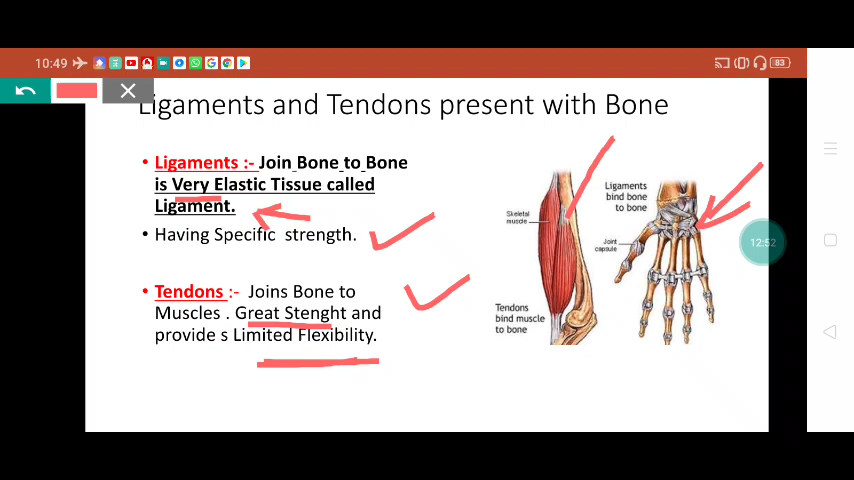 10:49
83
Ligaments and Tendons present with Bone
• Ligaments :- Join Bone to Bone
is Very Elastic Tissue called
Ligament.
• Having Specific strength.
• Tendons :- Joins Bone to
Muscles . Great Stenght and
provide s Limited Flexibility.
Skeletal
muscle
Tendons
bind muscle
to bone
Ligaments
bind bone
to bone
Joint
capsule
12:52